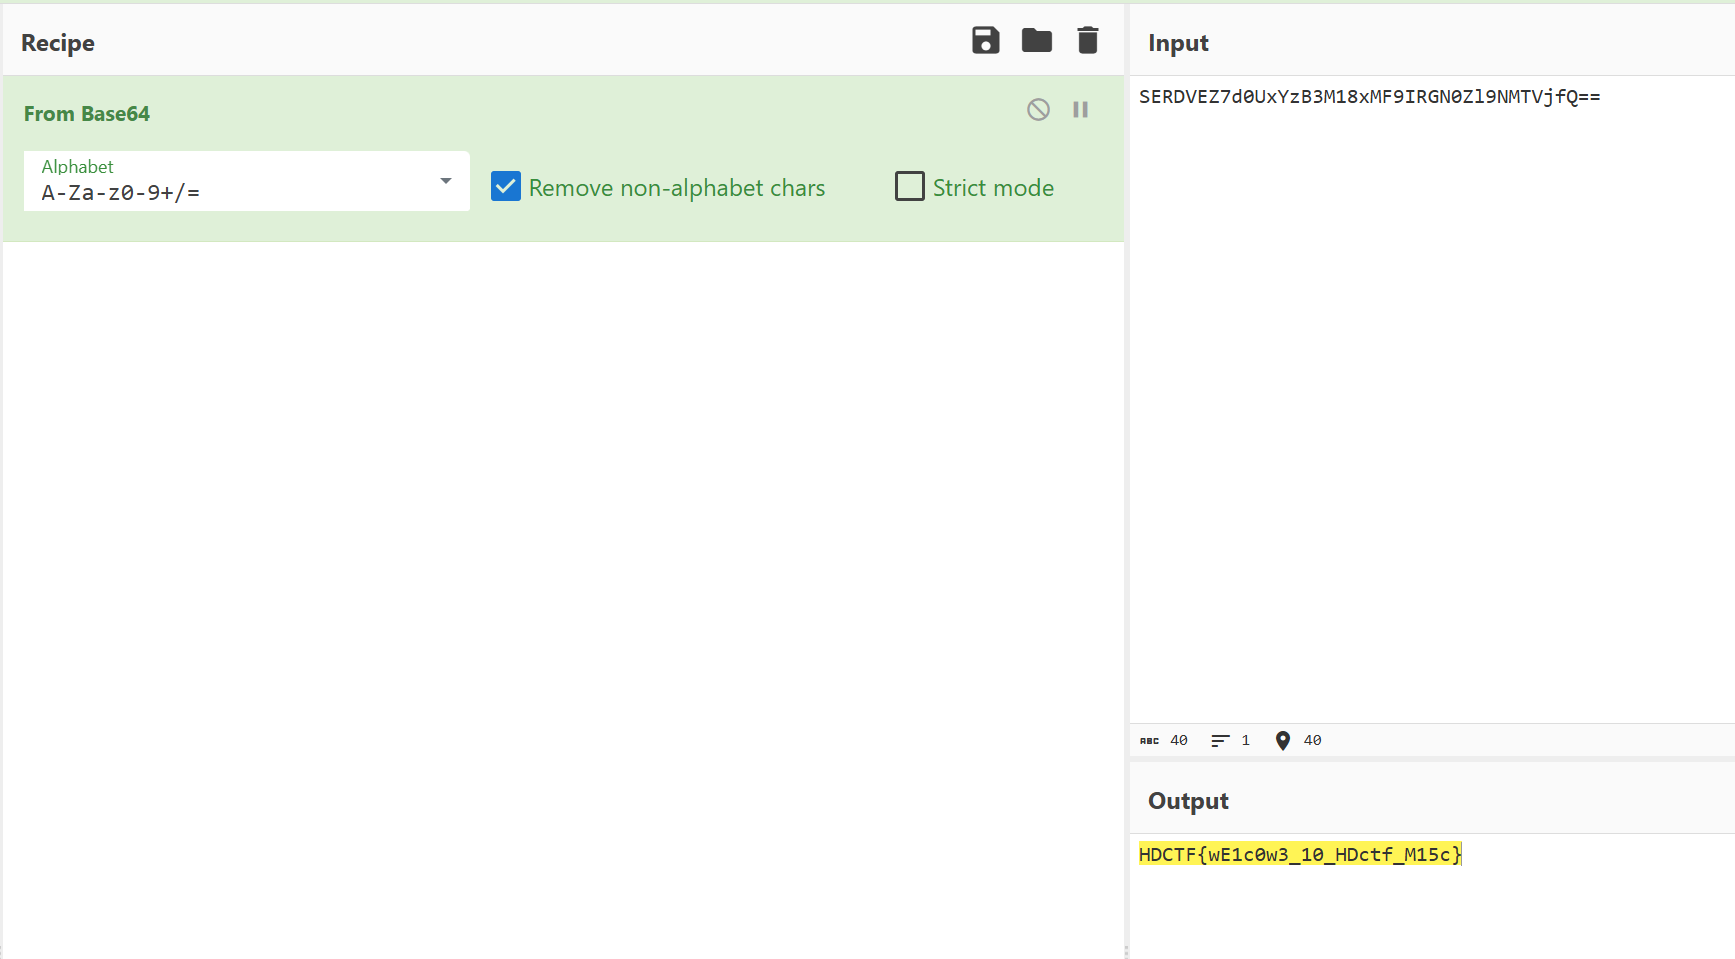 Recipe
From Base64
Alphabet
A-Za-z0-9+/=
Remove non-alphabet chars
Strict mode
Input
SERDVEZ7d0UxYzB3M18xMF9IRGN0Zl9NMTVjfQ==
ABC 40 1 40
Output
HDCTF{wE1c0w3_10_HDctf_M15c}